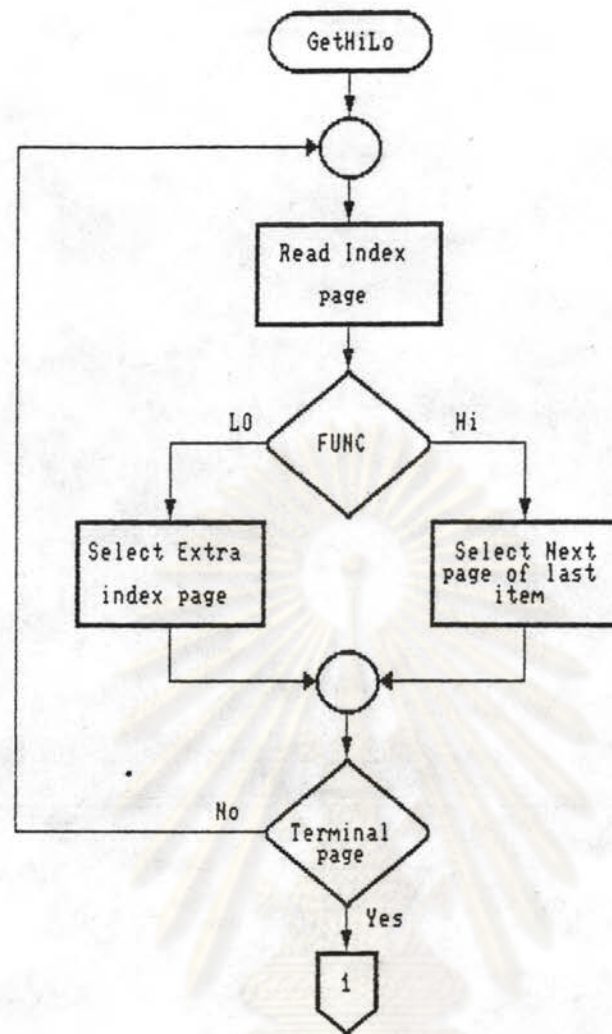 GetHiLo
Read Index
page
LO
FUNC
Hi
Select Extra
index page
Select Next
page of last
item
No
Terminal
page
Yes
1